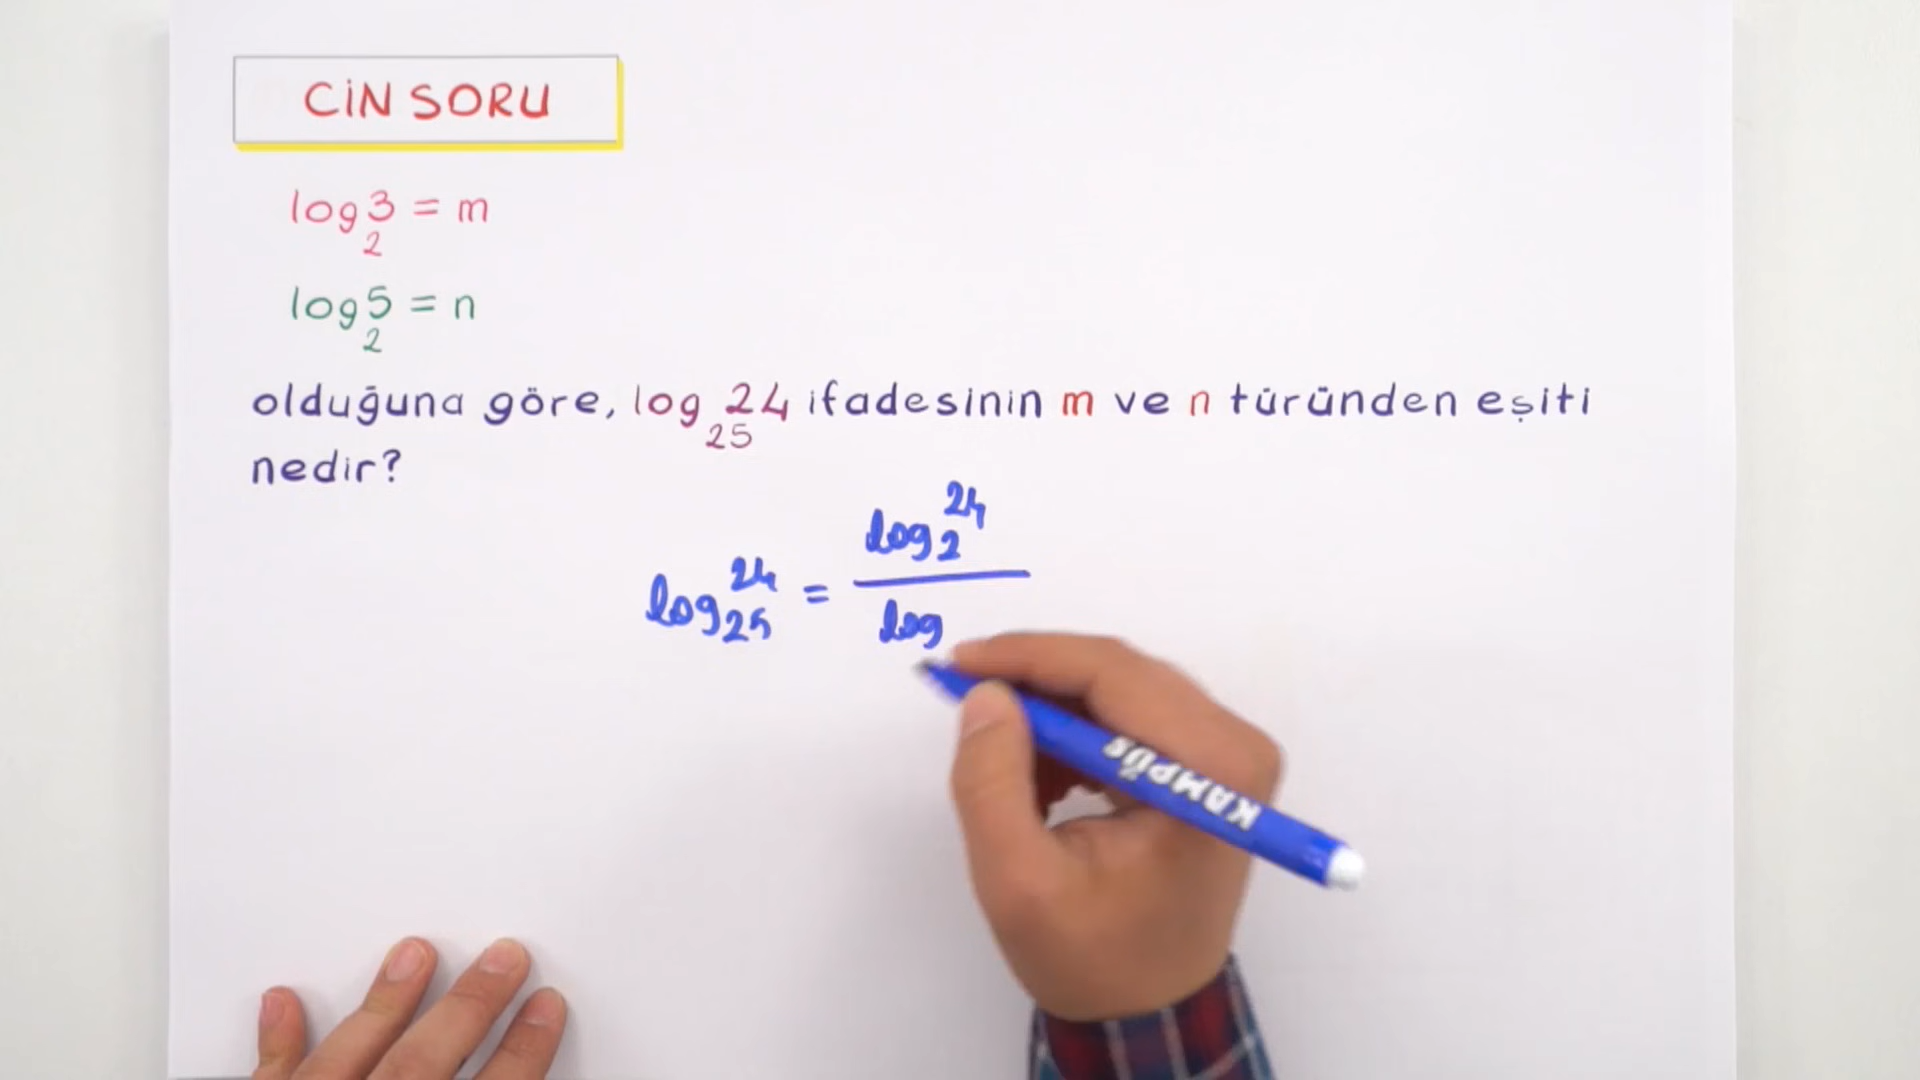 CİN SORU
log₂3 = m
log₂5 = n
olduğuna göre, log₂₅24 ifadesinin m ve n türünden eşiti
nedir?
log₂₅24 = log₂24
log
KAMPÜS